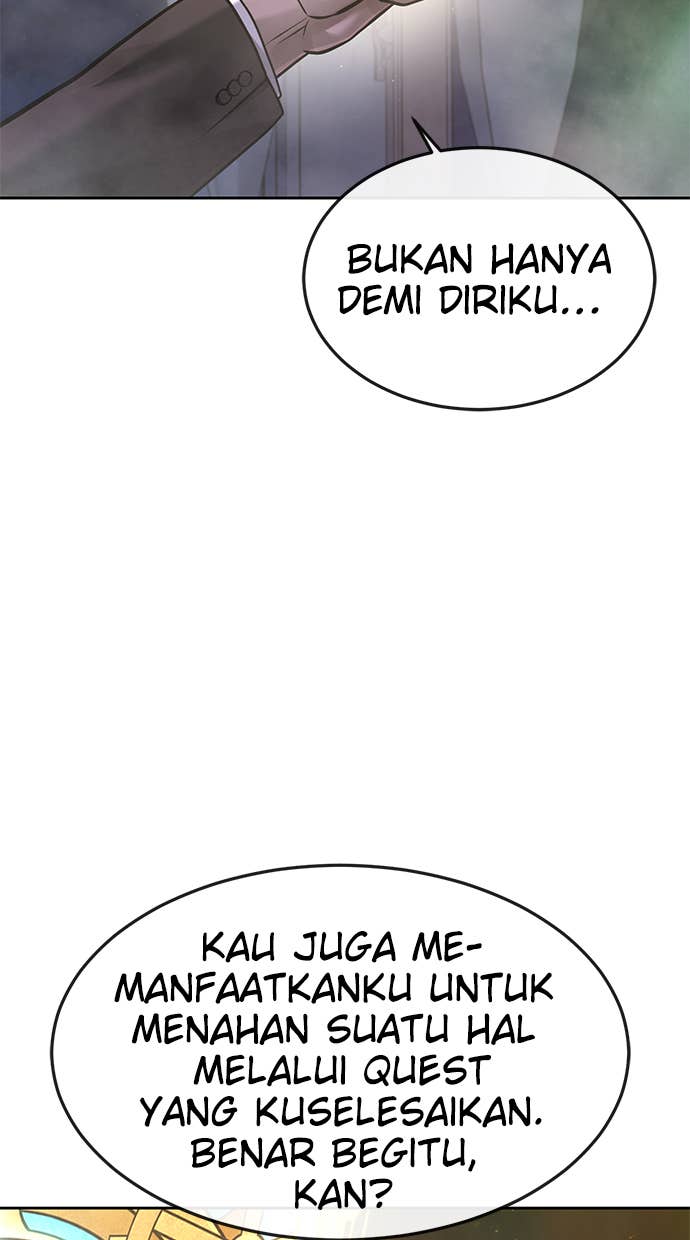 BUKAN HANYA
DEMI DIRIKU...
KAU JUGA ME-
MANFAATKANKU UNTUK
MENAHAN SUATU HAL
MELALUI QUEST
YANG KUSELESAIKAN.
BENAR BEGITU,
KAN?